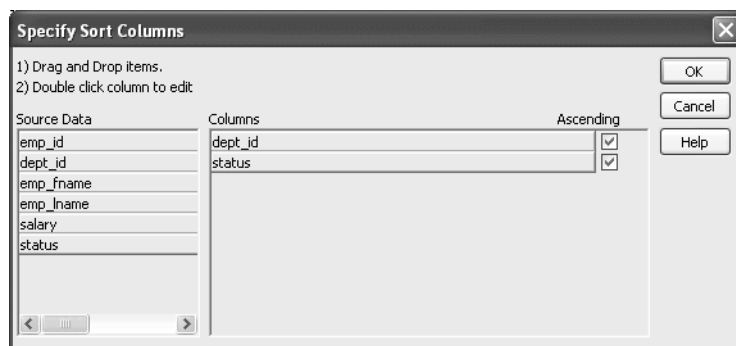 Specify Sort Columns
1) Drag and Drop items.
2) Double click column to edit
OK
Cancel
Help
Source Data
emp_id
dept_id
emp_fname
emp_lname
salary
status
Columns Ascending
dept_id
status